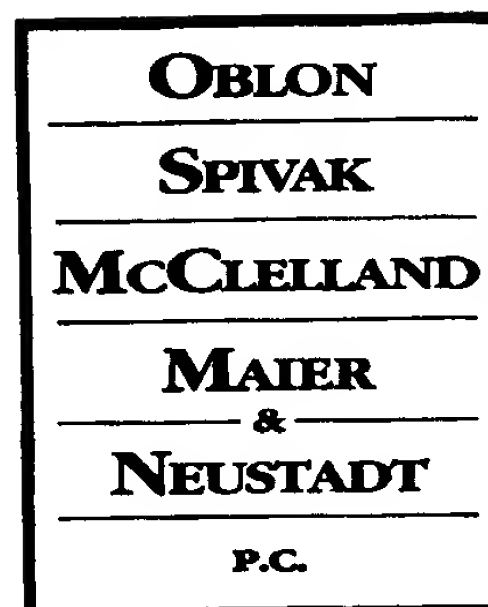 OBLON
SPIVAK
MCCLELLAND
MAIER
&
NEUSTADT
P.C.